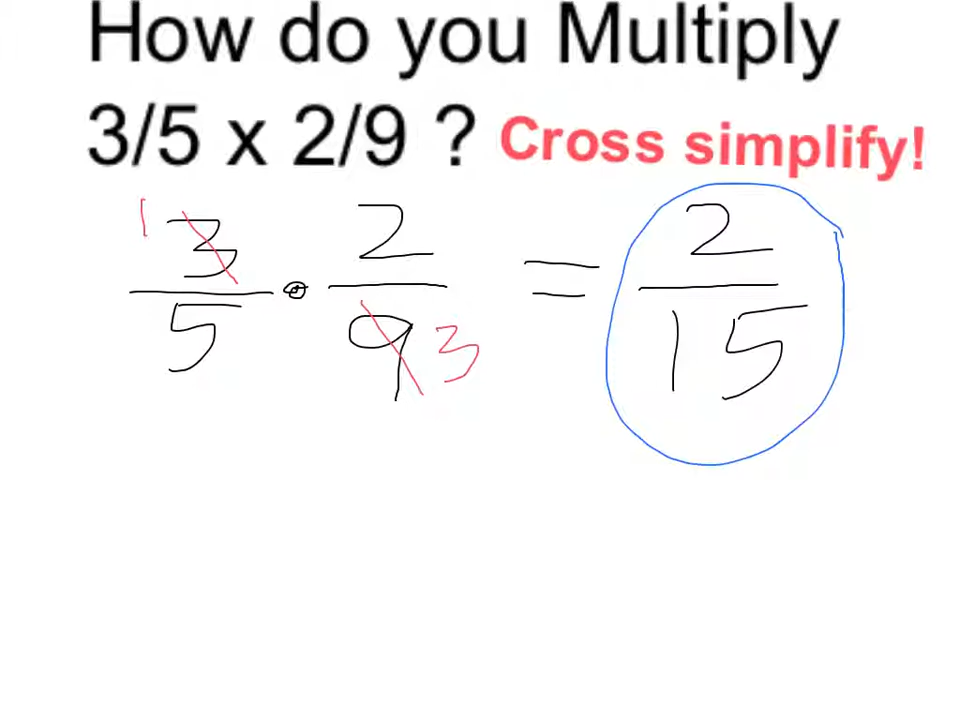 How do you Multiply
3/5 x 2/9 ? Cross simplify!
1 3/5 • 2/9 3 = 2/15